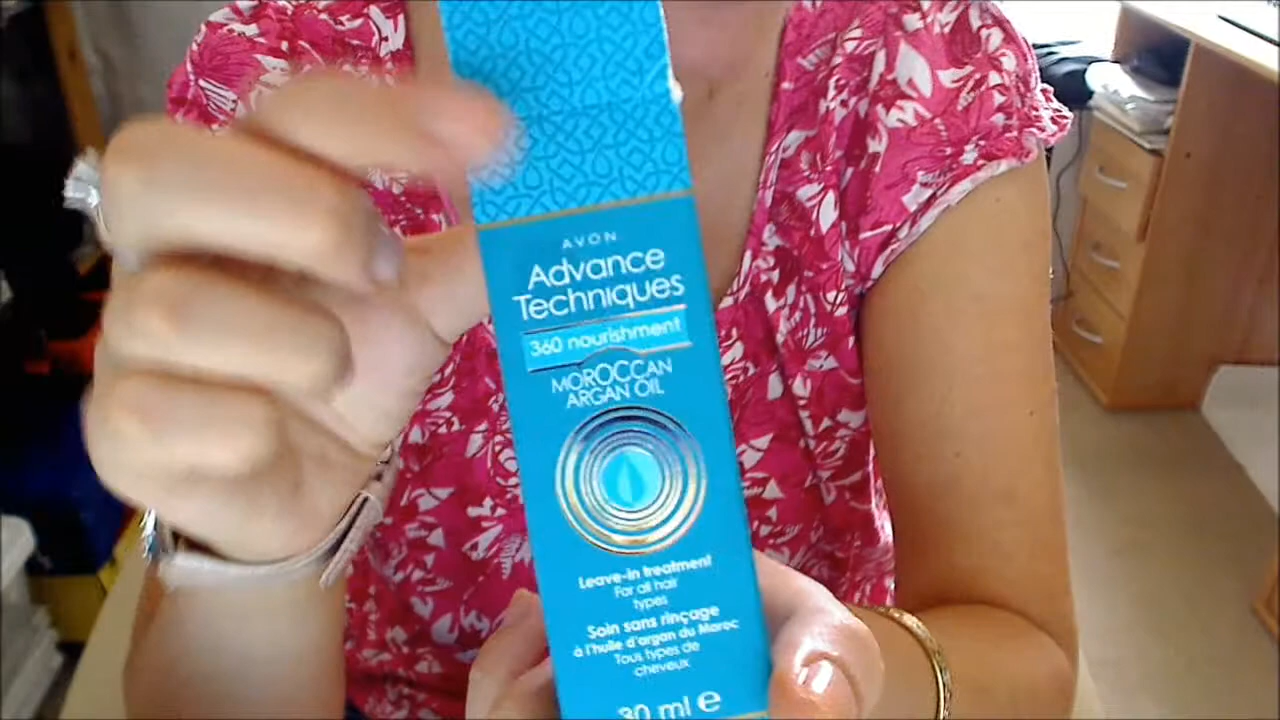 AVON
Advance
Techniques
360 nourishment
MOROCCAN
ARGAN OIL
Leave-in treatment
For all hair
types
Soin sans rinçage
à l'huile d'argan du Maroc
Tous types de
cheveux
30 ml e